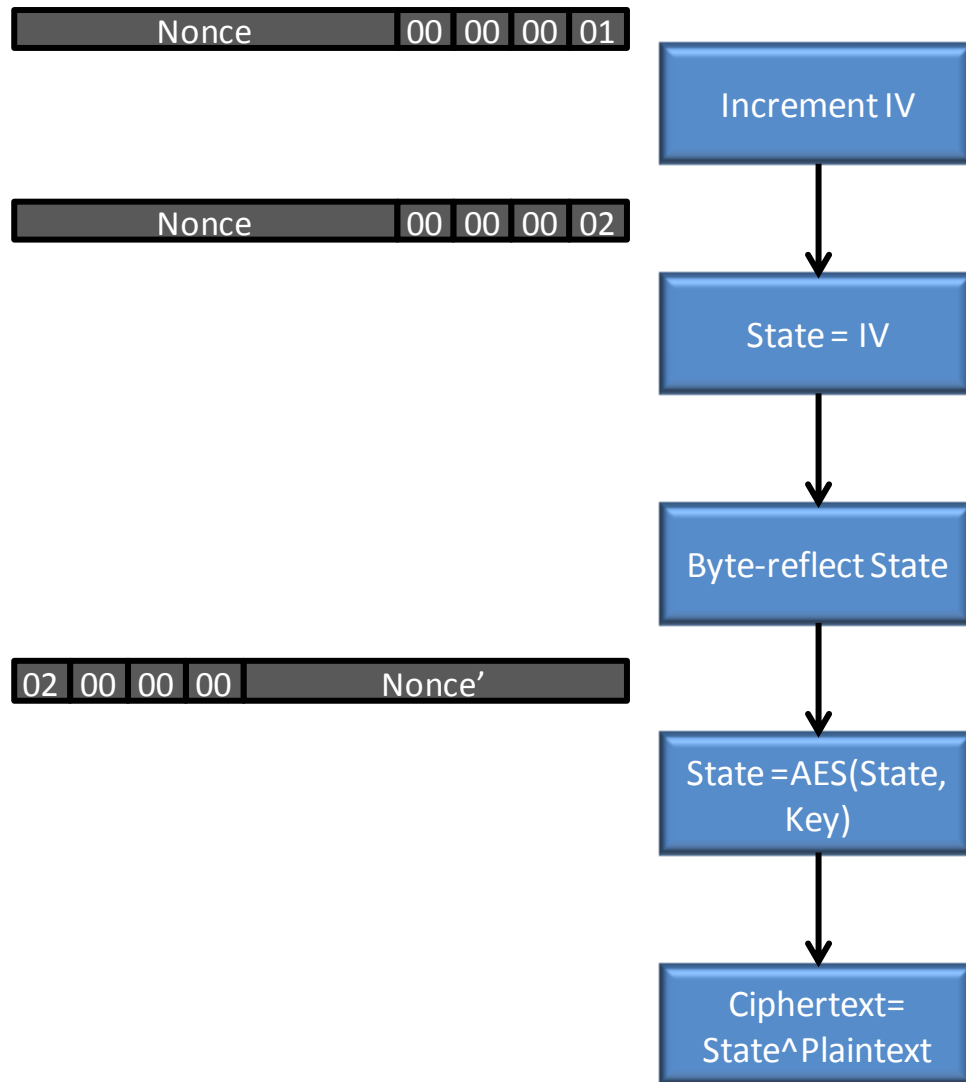 Nonce 00 00 00 01
Increment IV
Nonce 00 00 00 02
State = IV
Byte-reflect State
02 00 00 00 Nonce’
State =AES(State,
Key)
Ciphertext=
State^Plaintext